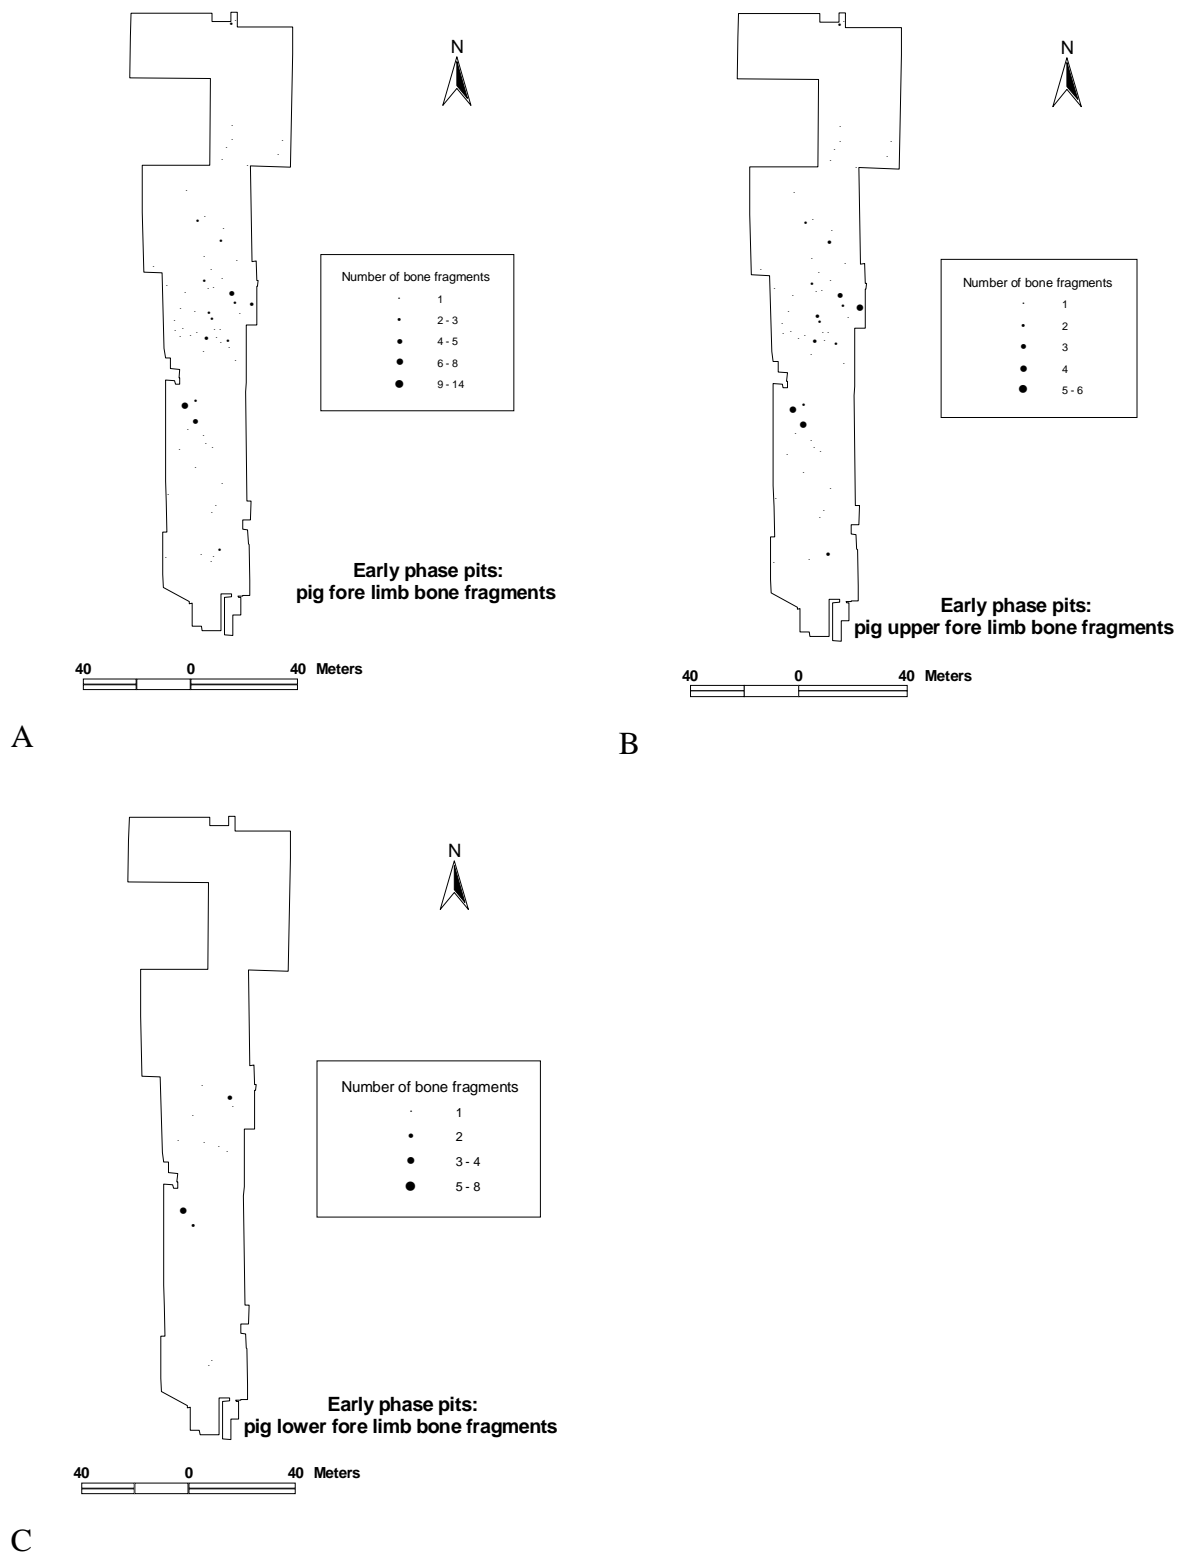 N
Number of bone fragments
1
2 - 3
4 - 5
6 - 8
9 - 14
Early phase pits:
pig fore limb bone fragments
40 0 40 Meters
A
N
Number of bone fragments
1
2
3
4
5 - 6
Early phase pits:
pig upper fore limb bone fragments
40 0 40 Meters
B
N
Number of bone fragments
1
2
3 - 4
5 - 8
Early phase pits:
pig lower fore limb bone fragments
40 0 40 Meters
C